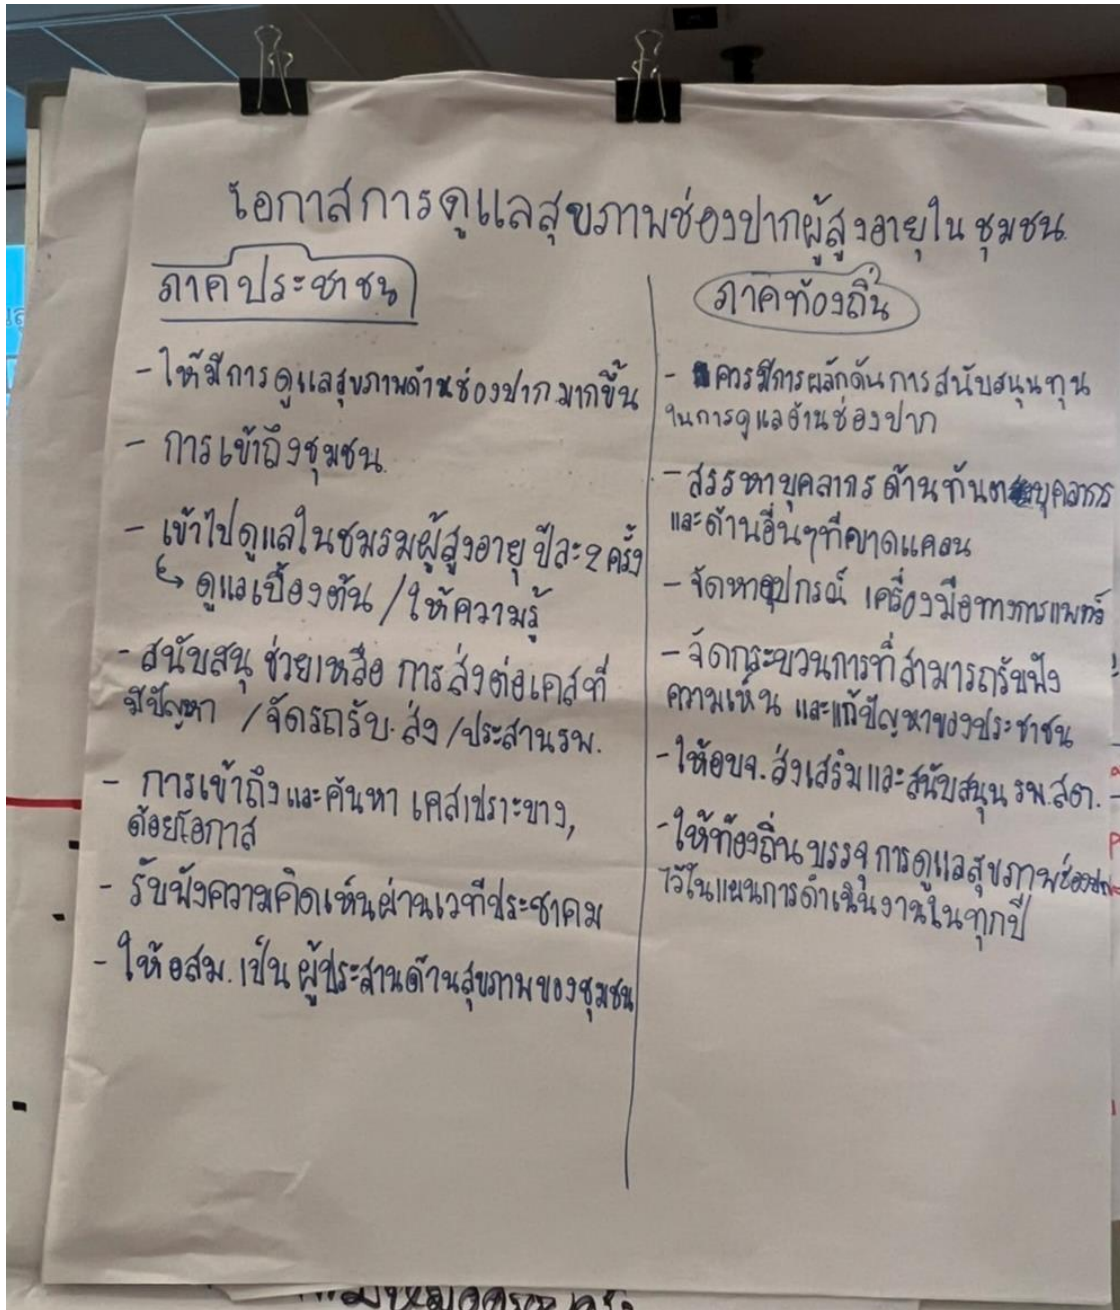 โอกาสการดูแลสุขภาพช่องปากผู้สูงอายุใน ชุมชน
ภาคประชาชน
- ให้มีการดูแลสุขภาพด้านช่องปากมากขึ้น
- การเข้าถึงชุมชน
- เข้าไปดูแลในชมรมผู้สูงอายุ ปีละ 2 ครั้ง
↳ ดูแลเบื้องต้น / ให้ความรู้
- สนับสนุ ช่วยเหลือ การส่งต่อเคสที่
มีปัญหา / จัดรถรับ-ส่ง / ประสานรพ.
- การเข้าถึงและค้นหา เคสเปราะบาง,
ด้อยโอกาส
- รับฟังความคิดเห็นผ่านเวทีประชาคม
- ให้ อสม. เป็น ผู้ประสานด้านสุขภาพของชุมชน
ภาคท้องถิ่น
- ควรมีการผลักดัน การสนับสนุนทุน
ในการดูแลด้านช่องปาก
- สรรหาบุคลากร ด้านทันตบุคลากร
และด้านอื่นๆที่ขาดแคลน
- จัดหาอุปกรณ์ เครื่องมือทางการแพทย์
- จัดกระบวนการที่สามารถรับฟัง
ความเห็น และแก้ปัญหาของประชาชน
- ให้อบจ. ส่งเสริมและสนับสนุน รพ.สต.
- ให้ท้องถิ่น บรรจุ การดูแลสุขภาพช่องปาก
ไว้ในแผนการดำเนินงานในทุกปี